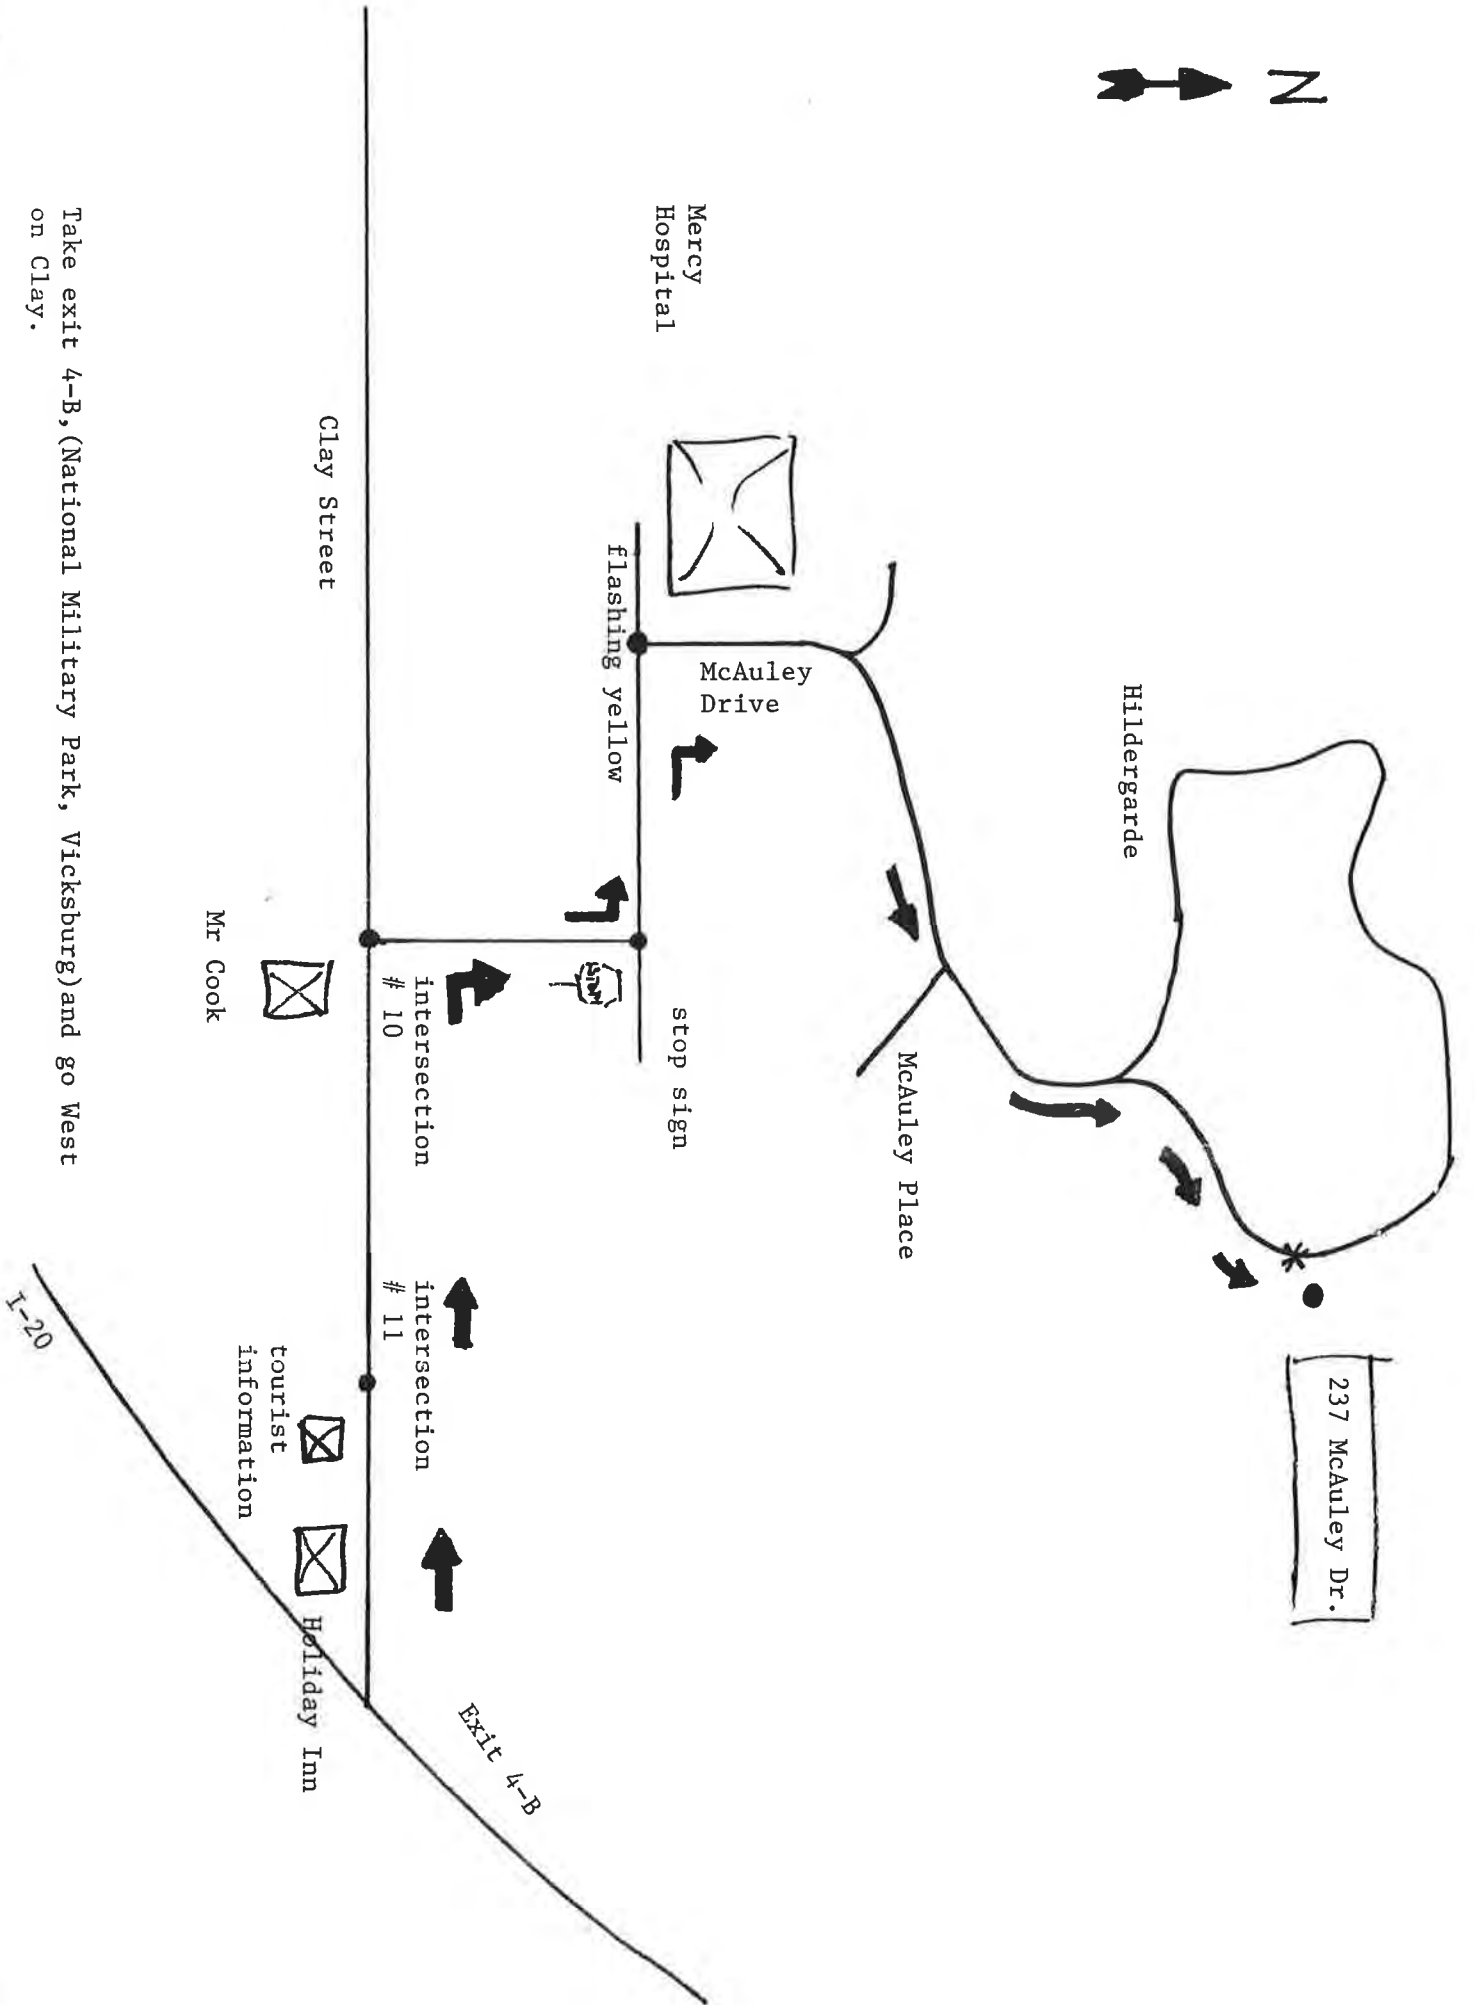 N
237 McAuley Dr.
Hildergarde
McAuley Place
McAuley
Drive
Mercy
Hospital
stop sign
flashing yellow
Exit 4-B
intersection
# 10
intersection
# 11
Clay Street
Holiday Inn
tourist
information
Mr Cook
I-20
Take exit 4-B,(National Military Park, Vicksburg)and go West
on Clay.